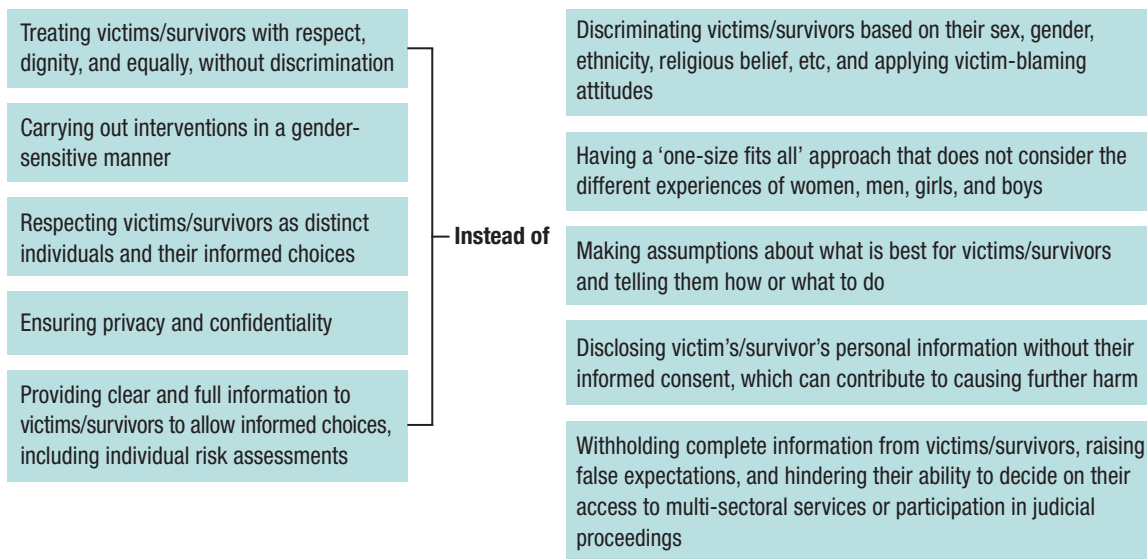 Treating victims/survivors with respect,
dignity, and equally, without discrimination
Carrying out interventions in a gender-
sensitive manner
Respecting victims/survivors as distinct
individuals and their informed choices
Ensuring privacy and confidentiality
Providing clear and full information to
victims/survivors to allow informed choices,
including individual risk assessments
Instead of
Discriminating victims/survivors based on their sex, gender,
ethnicity, religious belief, etc, and applying victim-blaming
attitudes
Having a ‘one-size fits all’ approach that does not consider the
different experiences of women, men, girls, and boys
Making assumptions about what is best for victims/survivors
and telling them how or what to do
Disclosing victim’s/survivor’s personal information without their
informed consent, which can contribute to causing further harm
Withholding complete information from victims/survivors, raising
false expectations, and hindering their ability to decide on their
access to multi-sectoral services or participation in judicial
proceedings